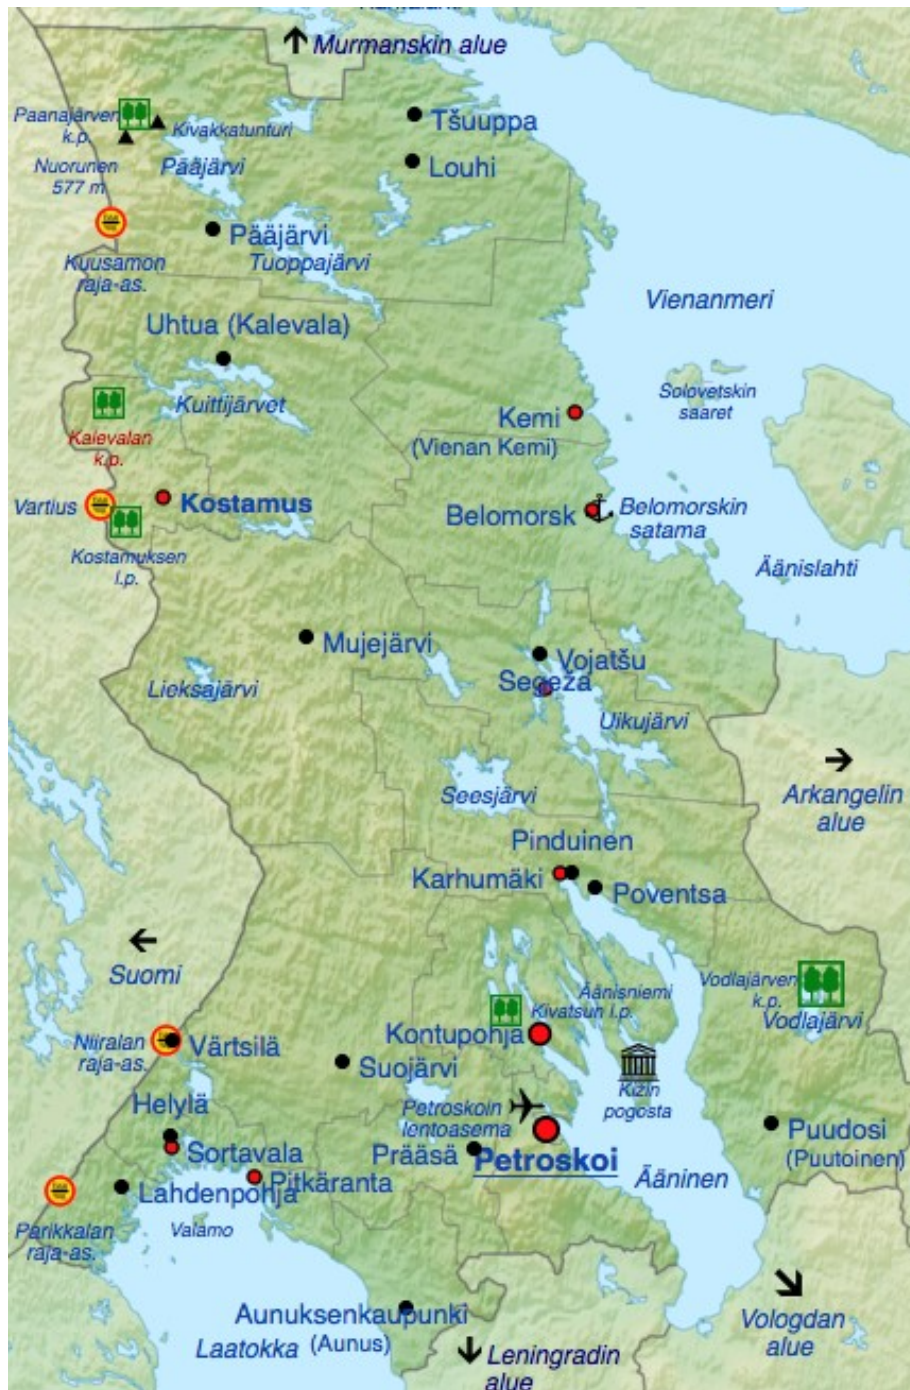 Murmanskin alue
Paanajärven
k.p.
Kivakkatunturi
Tšuuppa
Nuorunen
577 m
Pääjärvi
Louhi
Pääjärvi
Kuusamon
raja-as.
Tuoppajärvi
Vienanmeri
Uhtua (Kalevala)
Kuittijärvet
Solovetskin
saaret
Kalevalan
k.p.
Kemi
(Vienan Kemi)
Vartius
Kostamus
Belomorsk
Belomorskin
satama
Kostamuksen
l.p.
Äänislahti
Mujejärvi
Vojatšu
Segeža
Lieksajärvi
Uikujärvi
Seesjärvi
Arkangelin
alue
Pinduinen
Karhumäki
Poventsa
Suomi
Äänisniemi
Vodlajärven
k.p.
Kivatsun l.p.
Vodlajärvi
Kontupohja
Niiralan
raja-as.
Värtsilä
Suojärvi
Kizin
pogosta
Helylä
Petroskoin
lentoasema
Sortavala
Prääsä
Petroskoi
Puudosi
(Puutoinen)
Pitkäranta
Lahdenpohja
Ääninen
Parikkalan
raja-as.
Valamo
Aunuksenkaupunki
(Aunus)
Laatokka
Vologdan
alue
Leningradin
alue